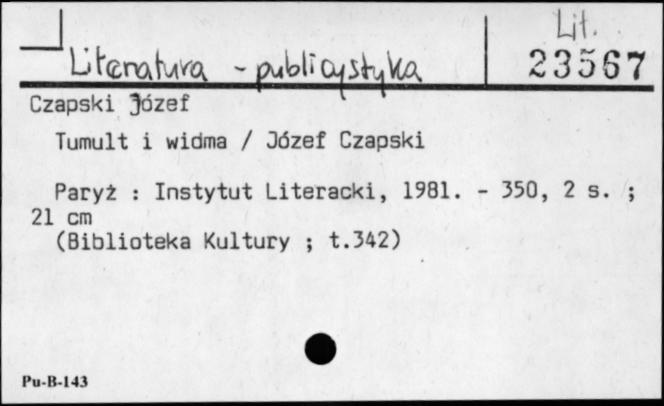 Lit.
Literatura - publicystyka 23567
Czapski Józef
Tumult i widma / Józef Czapski
Paryż : Instytut Literacki, 1981. - 350, 2 s. ;
21 cm
(Biblioteka Kultury ; t.342)
Pu-B-143